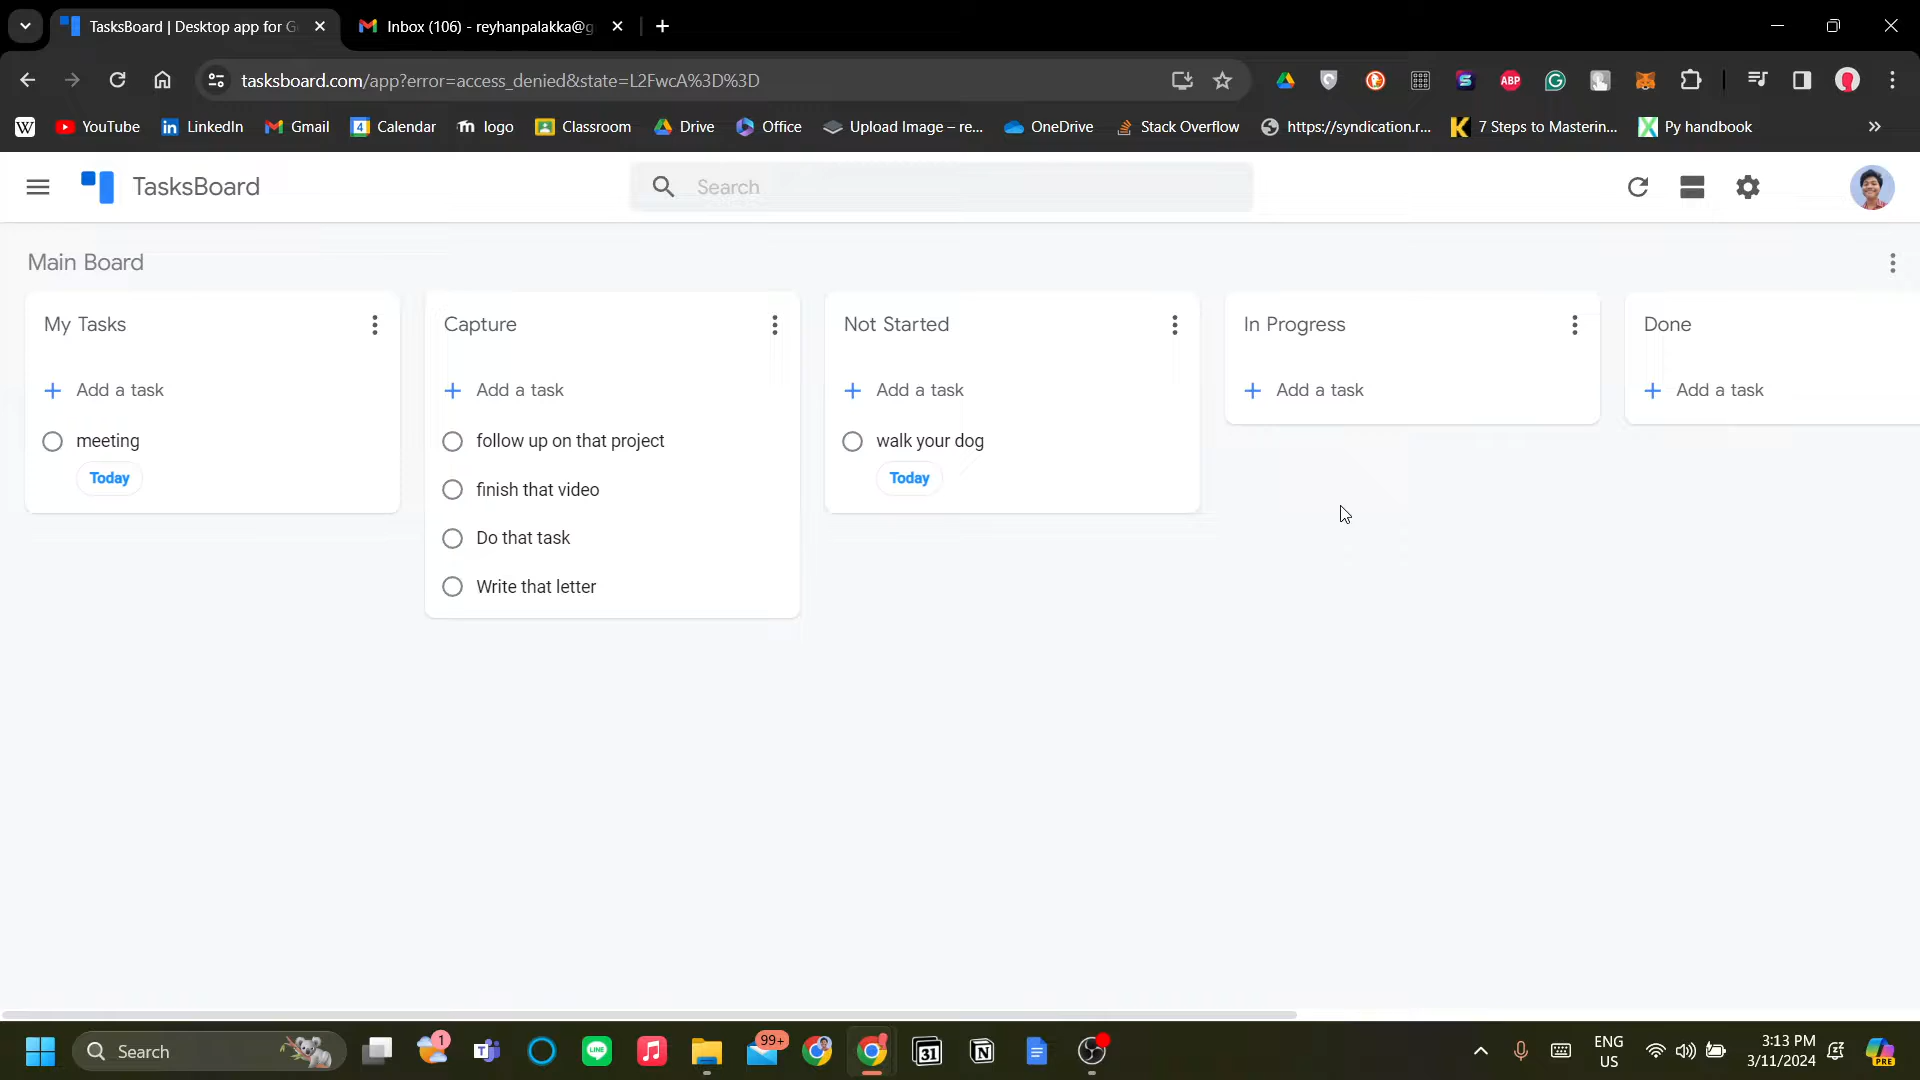 TasksBoard | Desktop app for G
Inbox (106) - reyhanpalakka@g
tasksboard.com/app?error=access_denied&state=L2FwcA%3D%3D
ABP
W YouTube LinkedIn Gmail Calendar logo Classroom Drive Office Upload Image – re... OneDrive Stack Overflow https://syndication.r... 7 Steps to Masterin... Py handbook
TasksBoard
Search
Main Board
My Tasks
Add a task
meeting
Today
Capture
Add a task
follow up on that project
finish that video
Do that task
Write that letter
Not Started
Add a task
walk your dog
Today
In Progress
Add a task
Done
Add a task
Search
1
99+
31
ENG
US
3:13 PM
3/11/2024
PRE